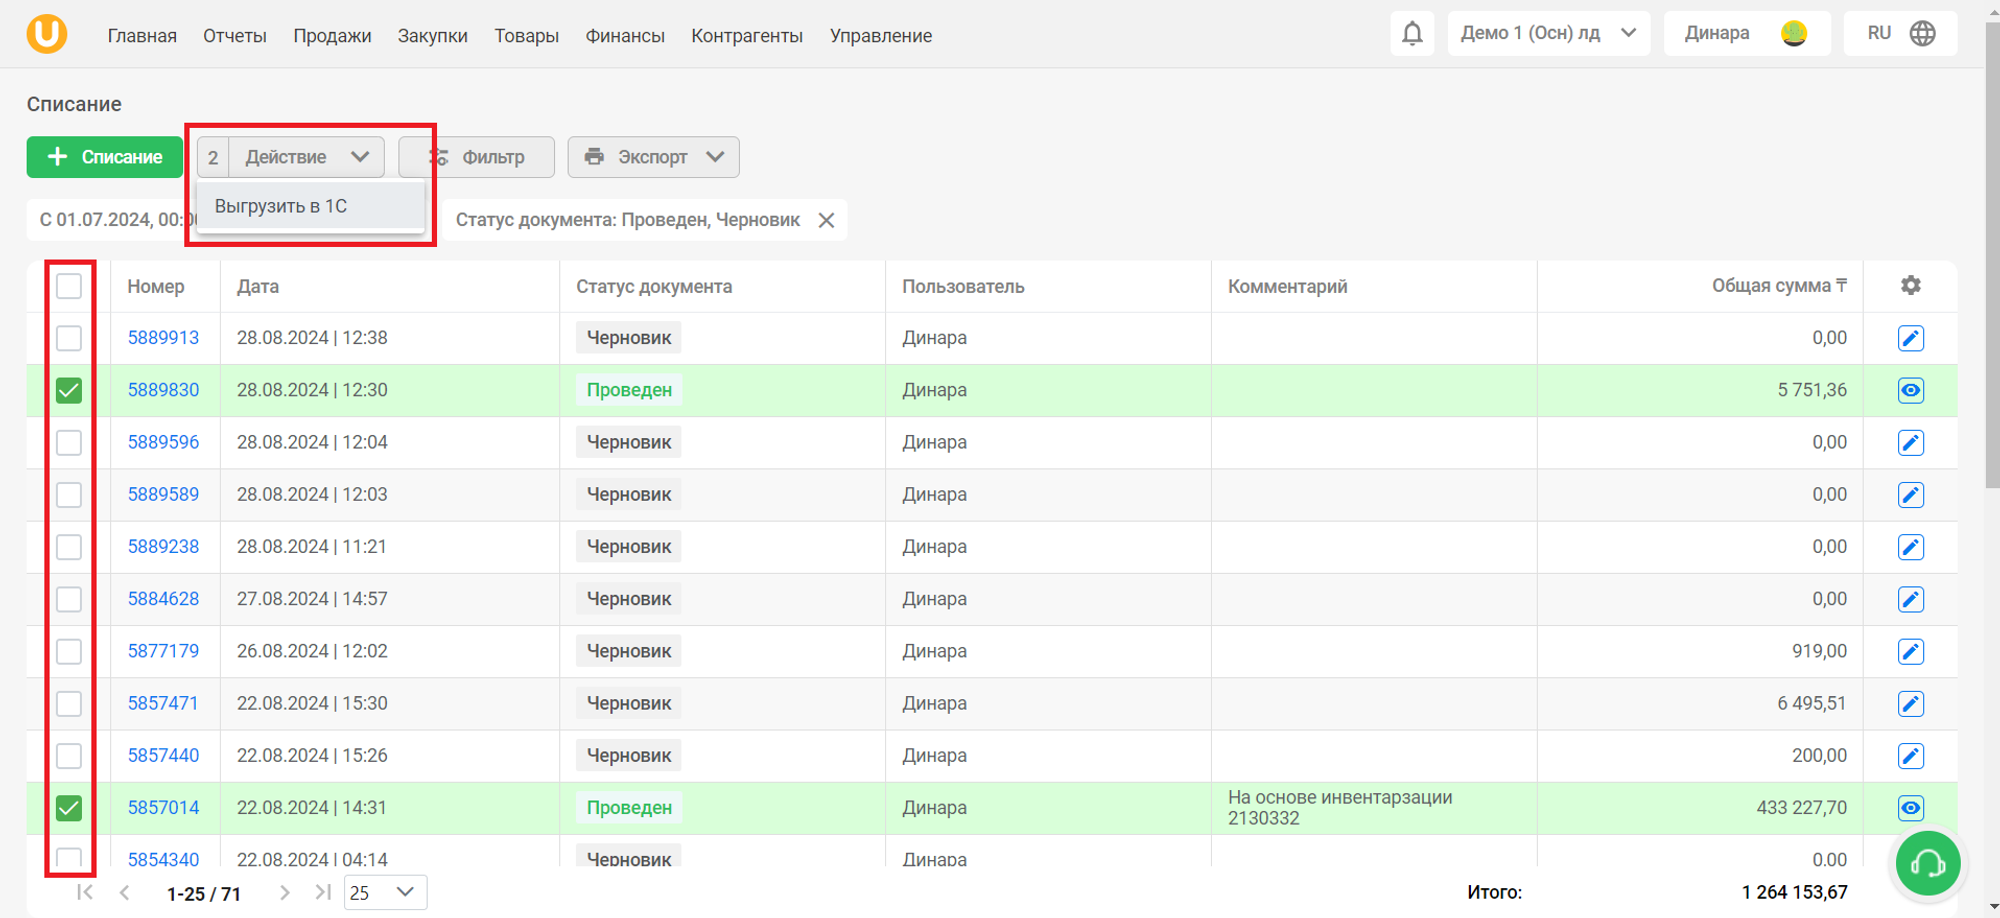 U Главная Отчеты Продажи Закупки Товары Финансы Контрагенты Управление Демо 1 (Осн) лд Динара RU
Списание
+ Списание 2 Действие Фильтр Экспорт
Выгрузить в 1С
С 01.07.2024, 00:0 Статус документа: Проведен, Черновик
Номер Дата Статус документа Пользователь Комментарий Общая сумма ₸
5889913 28.08.2024 | 12:38 Черновик Динара 0,00
5889830 28.08.2024 | 12:30 Проведен Динара 5 751,36
5889596 28.08.2024 | 12:04 Черновик Динара 0,00
5889589 28.08.2024 | 12:03 Черновик Динара 0,00
5889238 28.08.2024 | 11:21 Черновик Динара 0,00
5884628 27.08.2024 | 14:57 Черновик Динара 0,00
5877179 26.08.2024 | 12:02 Черновик Динара 919,00
5857471 22.08.2024 | 15:30 Черновик Динара 6 495,51
5857440 22.08.2024 | 15:26 Черновик Динара 200,00
5857014 22.08.2024 | 14:31 Проведен Динара На основе инвентарзации 433 227,70
2130332
5854340 22.08.2024 | 04:14 Черновик Динара 0,00
1-25 / 71 25 Итого: 1 264 153,67